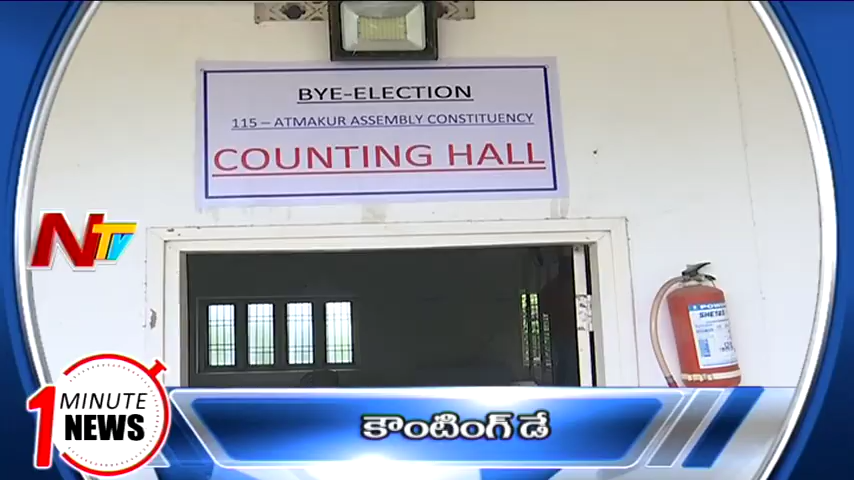 BYE-ELECTION
115 – ATMAKUR ASSEMBLY CONSTITUENCY
COUNTING HALL
NTV
1 MINUTE
NEWS
కౌంటింగ్ డే